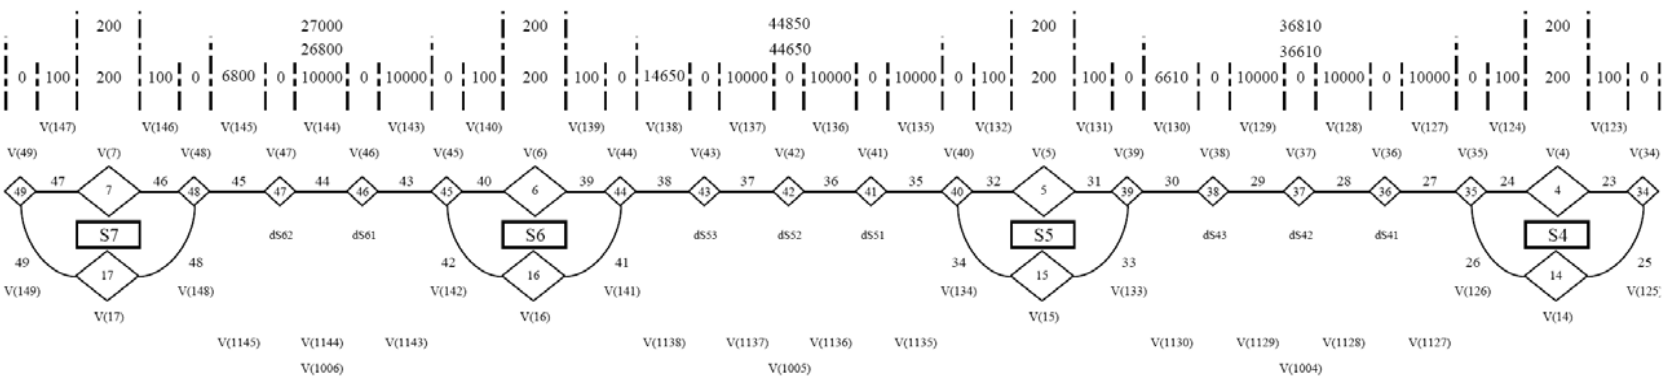 200 27000 200 44850 200 36810 200
26800 44650 36610
0 100 200 100 0 6800 0 10000 0 10000 0 100 200 100 0 14650 0 10000 0 10000 0 10000 0 100 200 100 0 6610 0 10000 0 10000 0 10000 0 100 200 100 0
V(147) V(146) V(145) V(144) V(143) V(140) V(139) V(138) V(137) V(136) V(135) V(132) V(131) V(130) V(129) V(128) V(127) V(124) V(123)
V(49) V(7) V(48) V(47) V(46) V(45) V(6) V(44) V(43) V(42) V(41) V(40) V(5) V(39) V(38) V(37) V(36) V(35) V(4) V(34)
47 46 45 44 43 40 39 38 37 36 35 32 31 30 29 28 27 24 23
49 7 48 47 46 45 6 44 43 42 41 40 5 39 38 37 36 35 4 34
S7 dS62 dS61 S6 dS53 dS52 dS51 S5 dS43 dS42 dS41 S4
49 48 42 41 34 33 26 25
17 16 15 14
V(149) V(148) V(142) V(141) V(134) V(133) V(126) V(125)
V(17) V(16) V(15) V(14)
V(1145) V(1144) V(1143) V(1138) V(1137) V(1136) V(1135) V(1130) V(1129) V(1128) V(1127)
V(1006) V(1005) V(1004)